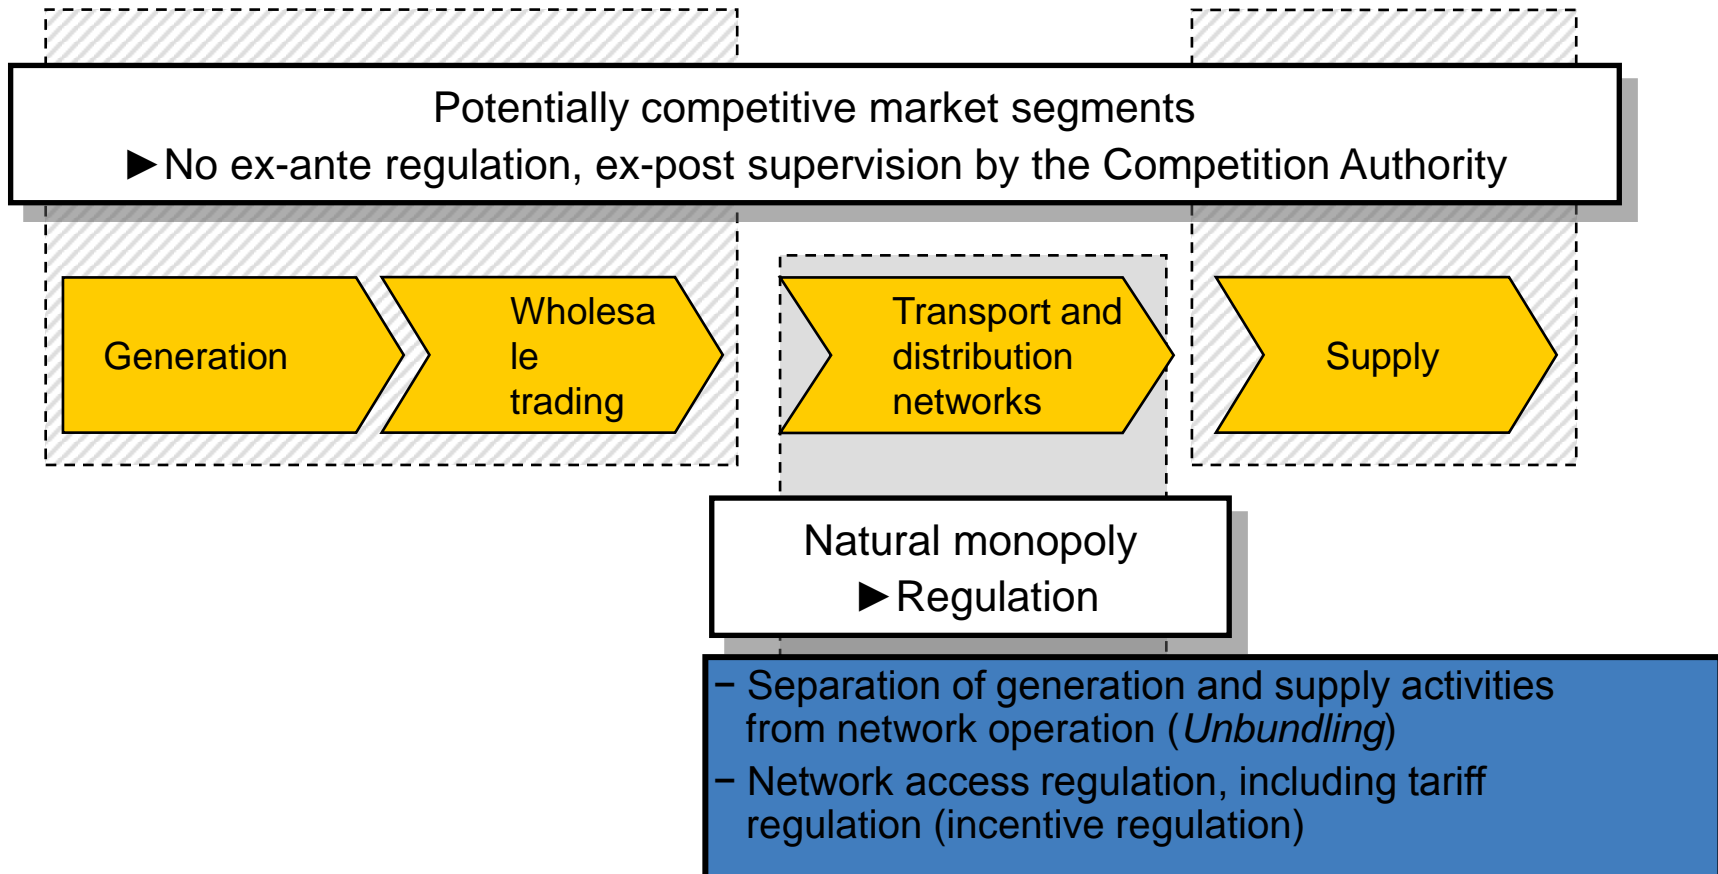 Potentially competitive market segments
►No ex-ante regulation, ex-post supervision by the Competition Authority
Generation
Wholesa
le
trading
Transport and
distribution
networks
Supply
Natural monopoly
►Regulation
− Separation of generation and supply activities
from network operation (Unbundling)
− Network access regulation, including tariff
regulation (incentive regulation)